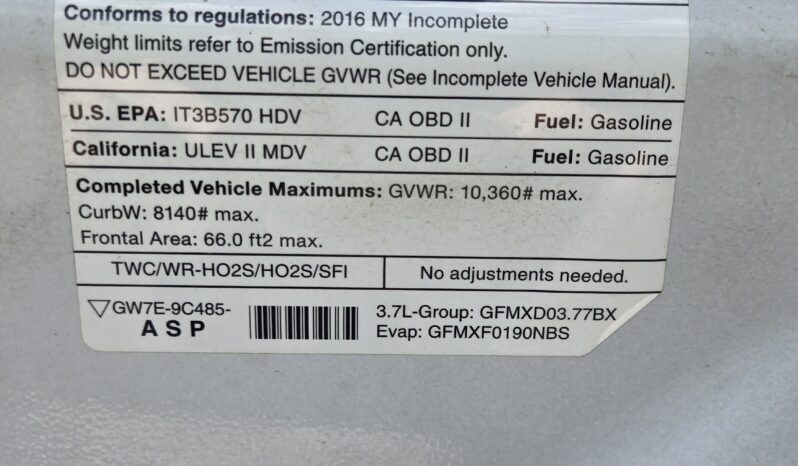 Conforms to regulations: 2016 MY Incomplete
Weight limits refer to Emission Certification only.
DO NOT EXCEED VEHICLE GVWR (See Incomplete Vehicle Manual).
U.S. EPA: IT3B570 HDV CA OBD II Fuel: Gasoline
California: ULEV II MDV CA OBD II Fuel: Gasoline
Completed Vehicle Maximums: GVWR: 10,360# max.
CurbW: 8140# max.
Frontal Area: 66.0 ft2 max.
TWC/WR-HO2S/HO2S/SFI No adjustments needed.
▽GW7E-9C485- 3.7L-Group: GFMXD03.77BX
A S P Evap: GFMXF0190NBS